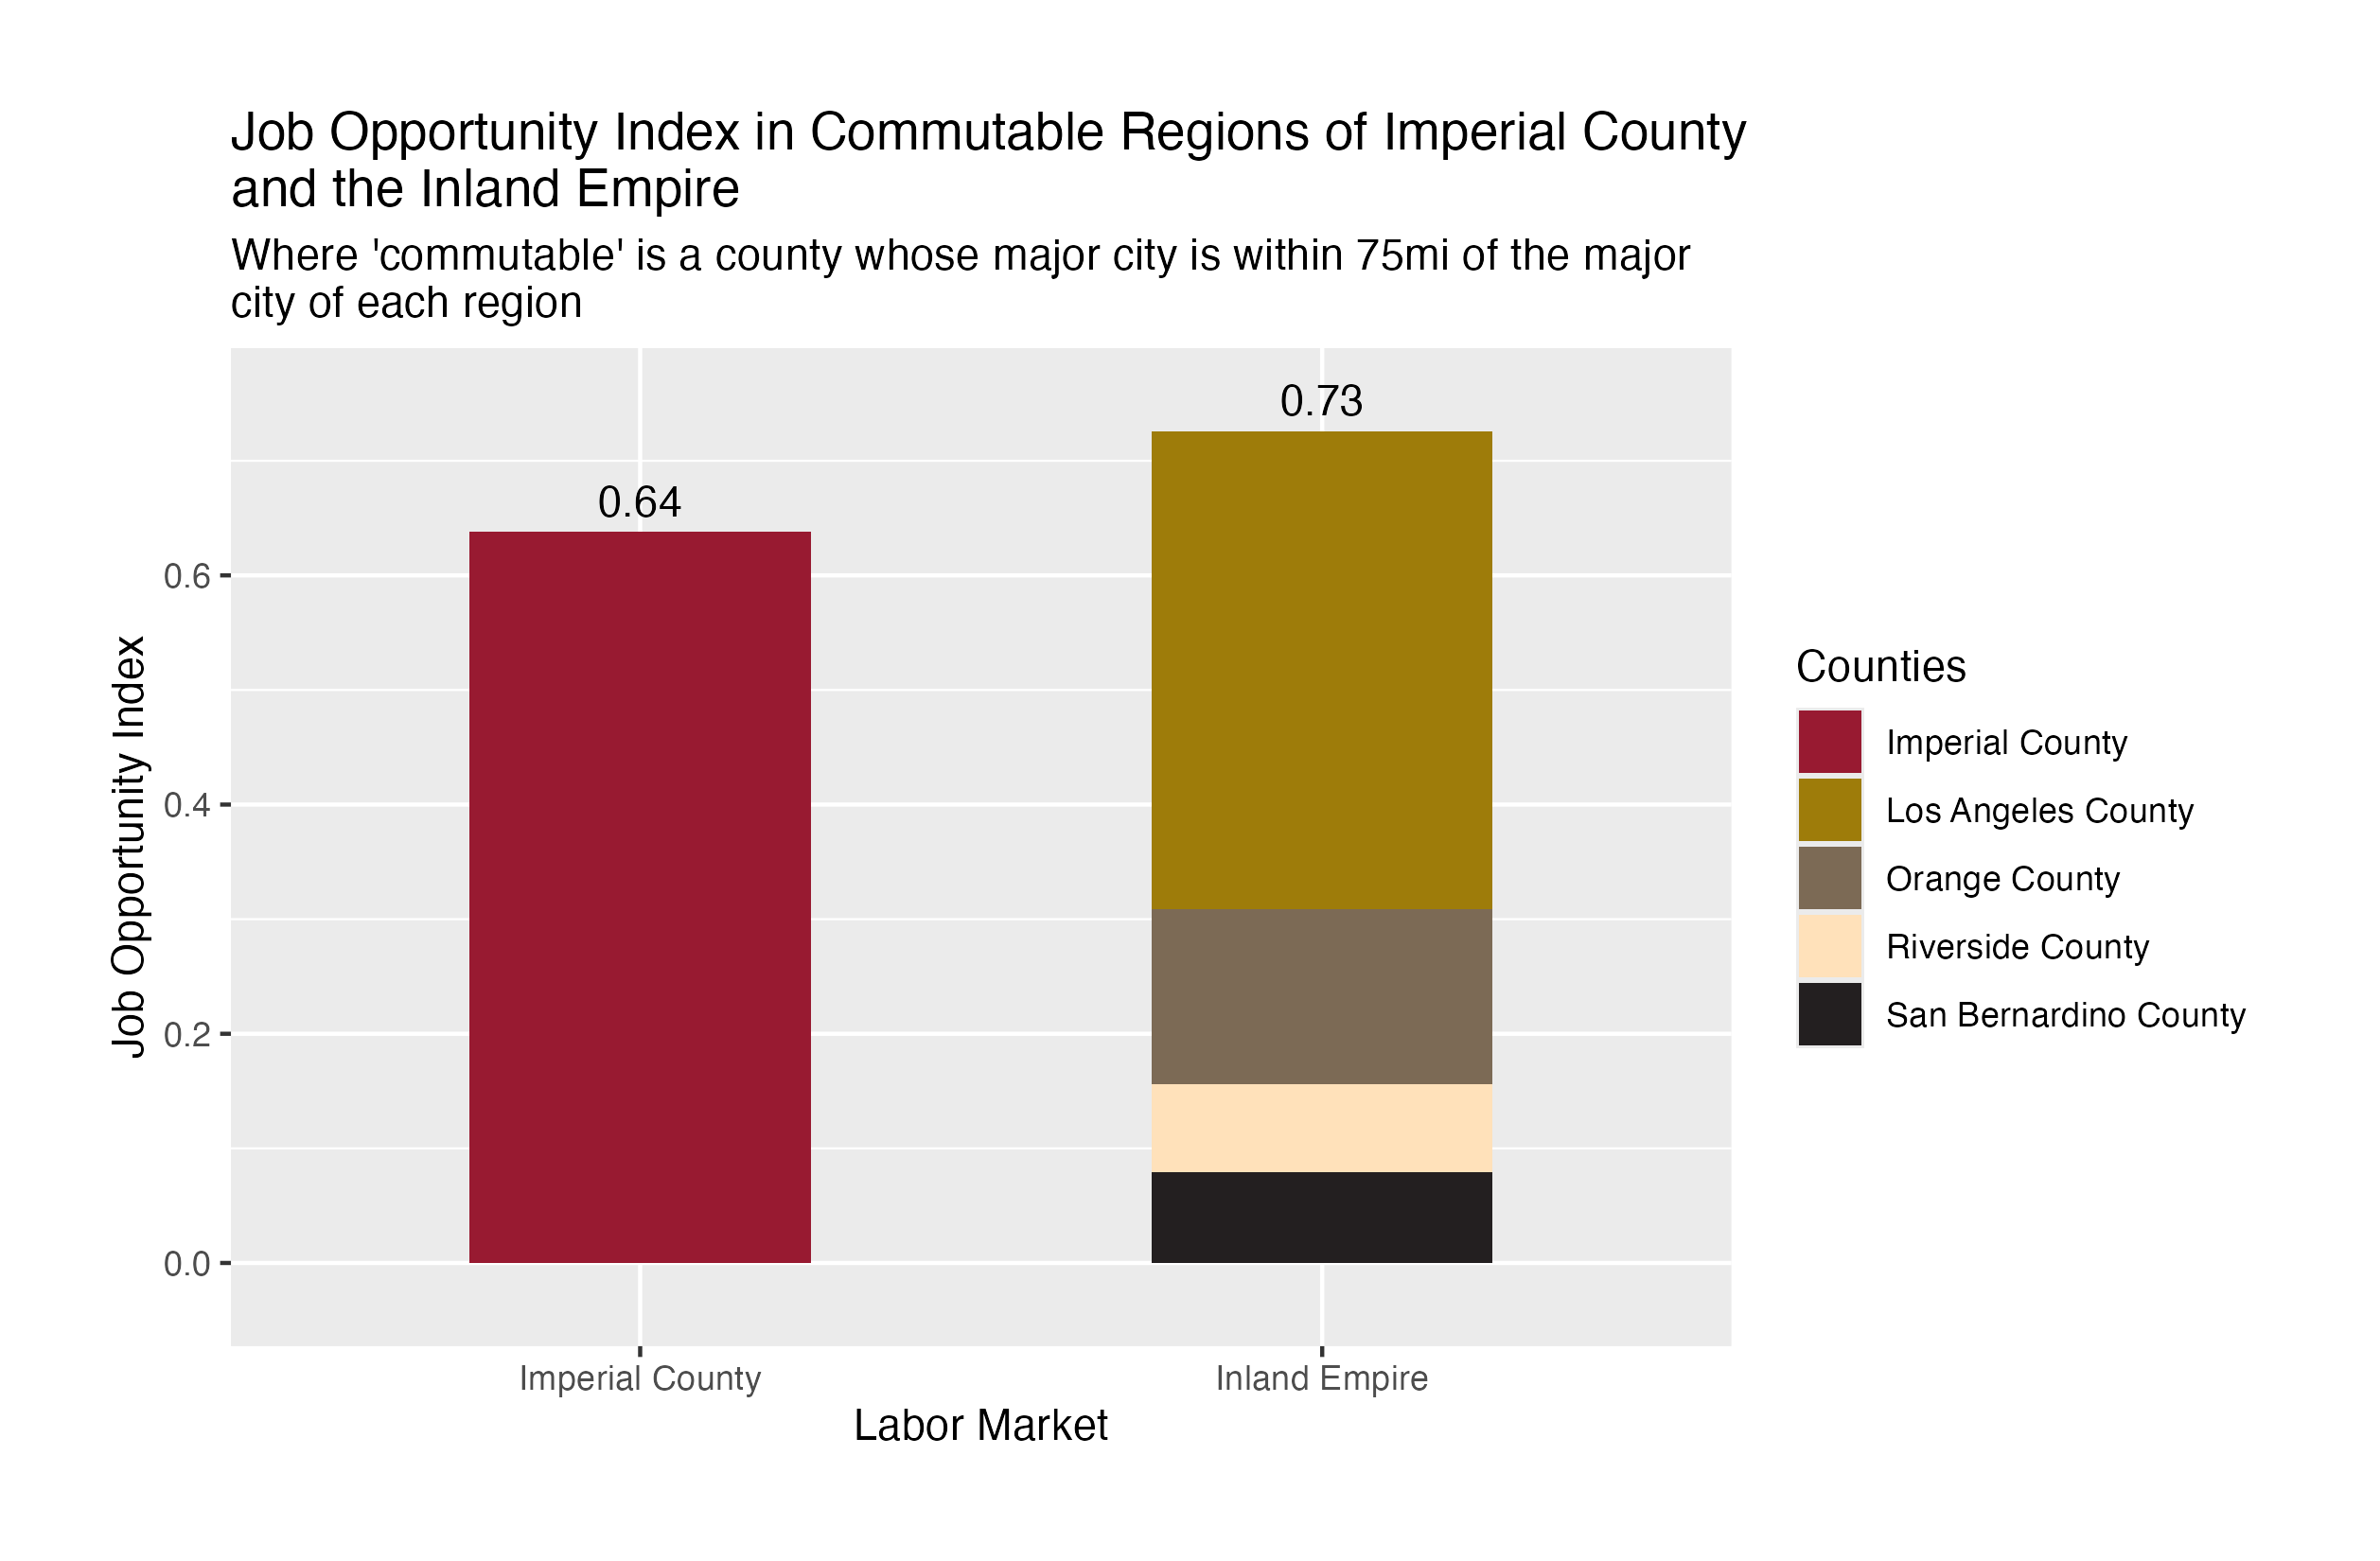 Job Opportunity Index in Commutable Regions of Imperial County
and the Inland Empire
Where 'commutable' is a county whose major city is within 75mi of the major
city of each region
0.73
0.64
0.6
0.4
0.2
0.0
Job Opportunity Index
Imperial County
Inland Empire
Labor Market
Counties
Imperial County
Los Angeles County
Orange County
Riverside County
San Bernardino County